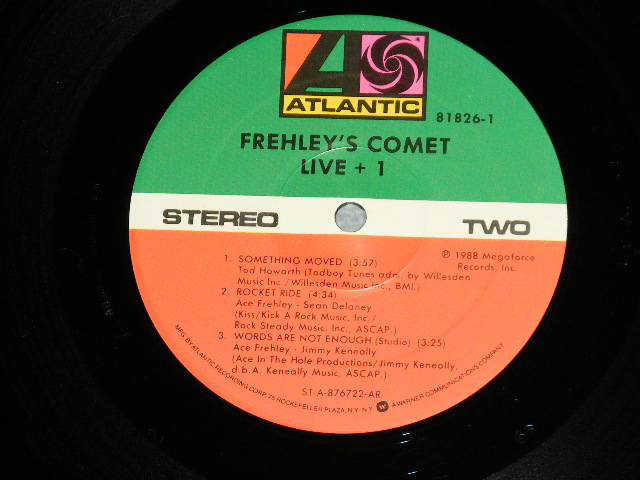 ATLANTIC
81826-1
FREHLEY'S COMET
LIVE + 1
STEREO
TWO
1. SOMETHING MOVED (3:57)
Tod Howarth (Todboy Tunes adm. by Willesden
Music Inc./Willesden Music Inc., BMI.)
℗ 1988 Megaforce
Records, Inc.
2. ROCKET RIDE (4:34)
Ace Frehley - Sean Delaney
(Kiss/Kick A Rock Music, Inc./
Rock Steady Music, Inc., ASCAP.)
3. WORDS ARE NOT ENOUGH (Studio) (3:25)
Ace Frehley - Jimmy Keneally
(Ace In The Hole Productions/Jimmy Keneally,
d.b.A. Keneally Music, ASCAP.)
ST A-876722-AR
MFG. BY ATLANTIC RECORDING CORP. 75 ROCKEFELLER PLAZA, N.Y. N.Y. A WARNER COMMUNICATIONS COMPANY